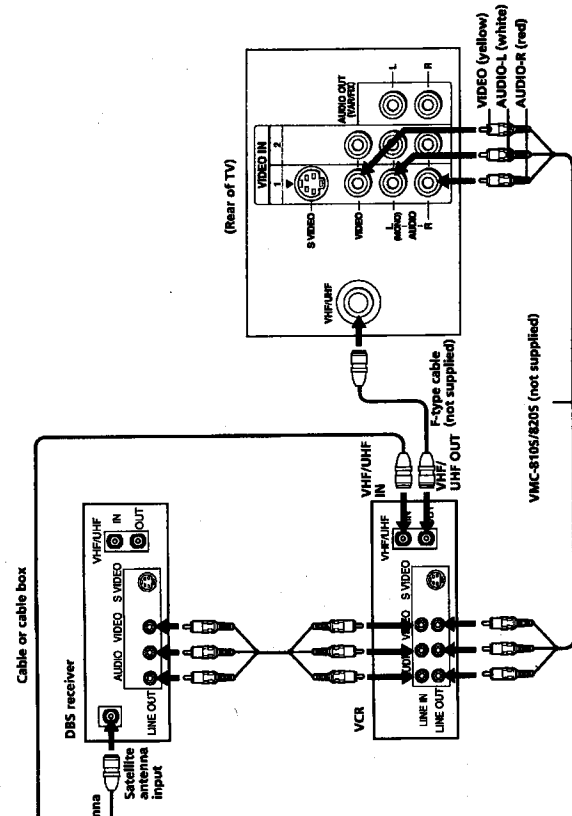 Cable or cable box
DBS receiver
VHF/UHF
IN
OUT
S VIDEO
AUDIO VIDEO
LINE OUT
Satellite
antenna
input
(Rear of TV)
VIDEO IN
1
2
AUDIO OUT
(VAR/FIX)
S VIDEO
VIDEO
L
(MONO)
AUDIO
R
L
R
VHF/UHF
VIDEO (yellow)
AUDIO-L (white)
AUDIO-R (red)
F-type cable
(not supplied)
VHF/UHF
IN
VHF/
UHF OUT
VCR
VHF/UHF
IN
OUT
S VIDEO
AUDIO VIDEO
LINE IN
LINE OUT
VMC-810S/820S (not supplied)